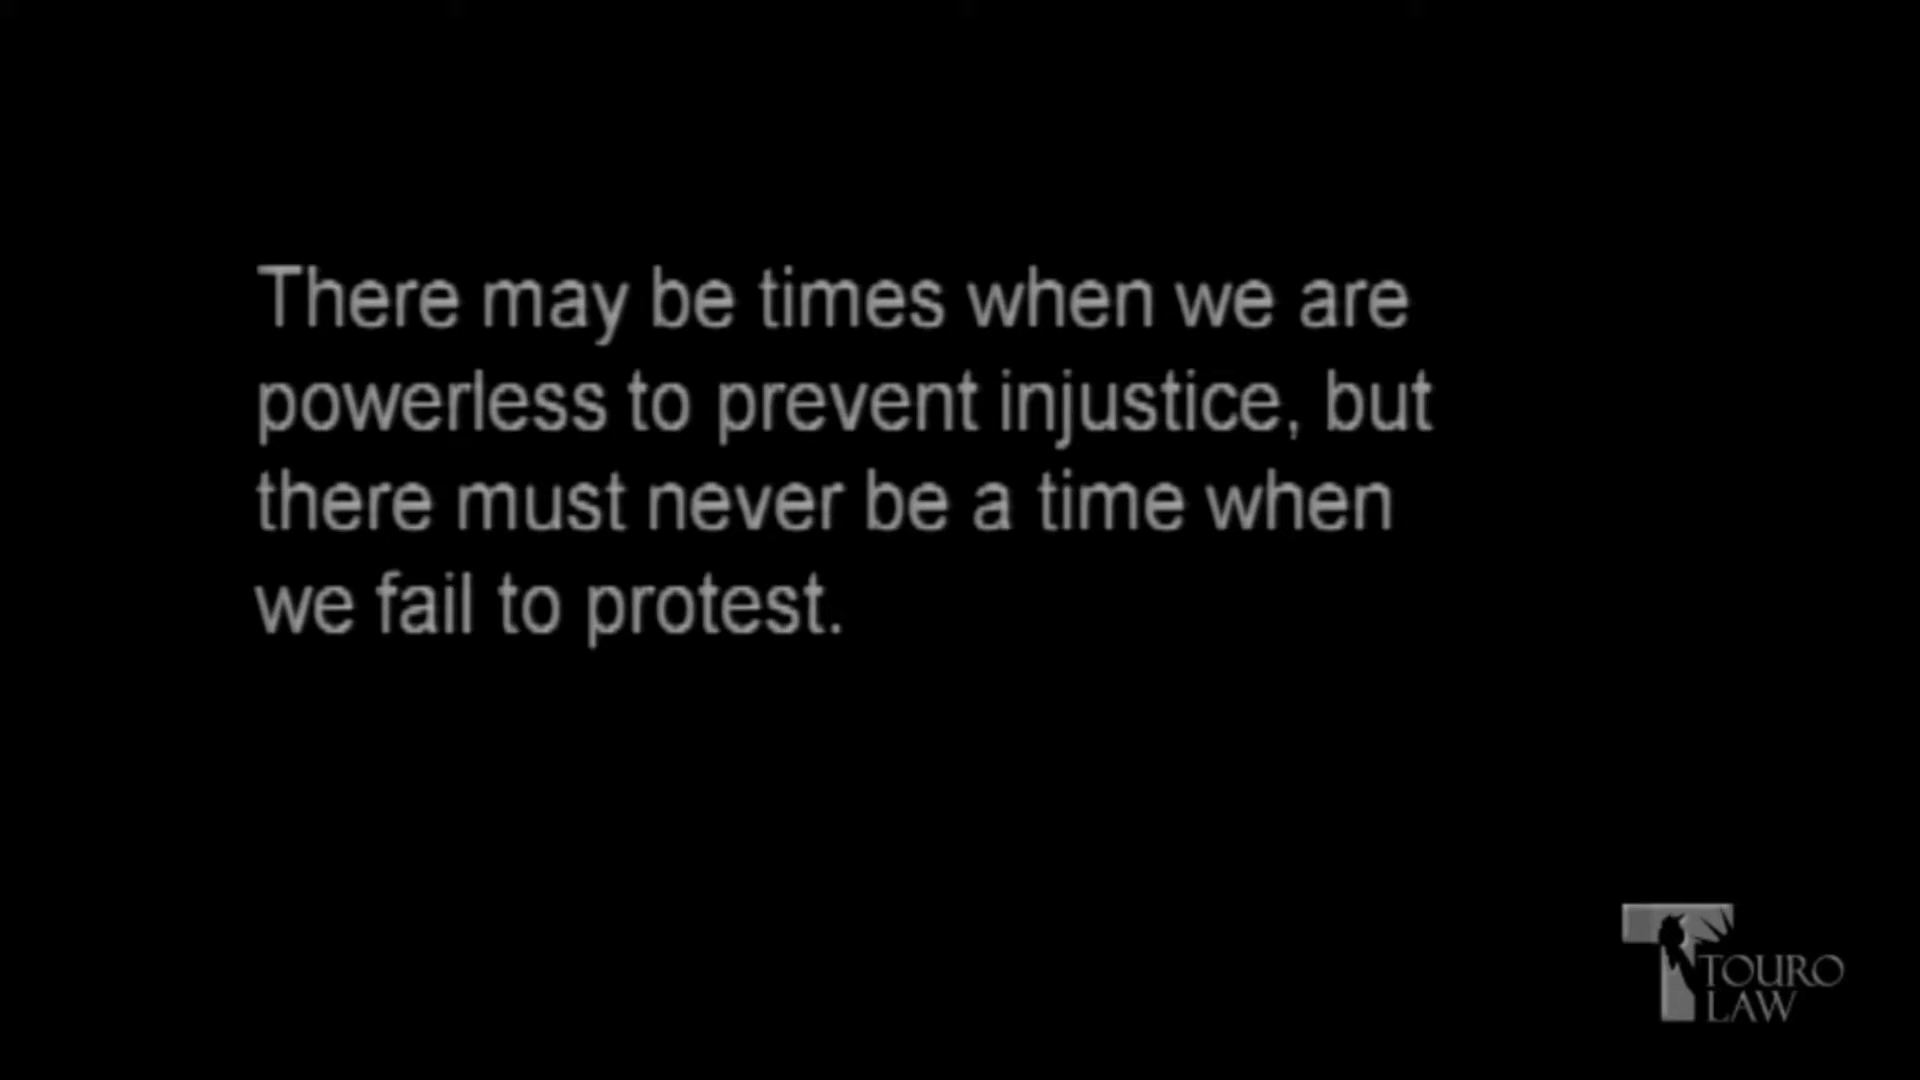 There may be times when we are
powerless to prevent injustice, but
there must never be a time when
we fail to protest.
TOURO
LAW